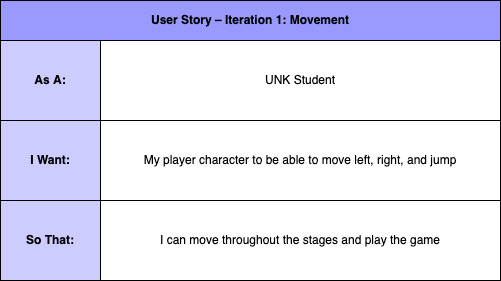 User Story – Iteration 1: Movement
As A:
UNK Student
I Want:
My player character to be able to move left, right, and jump
So That:
I can move throughout the stages and play the game